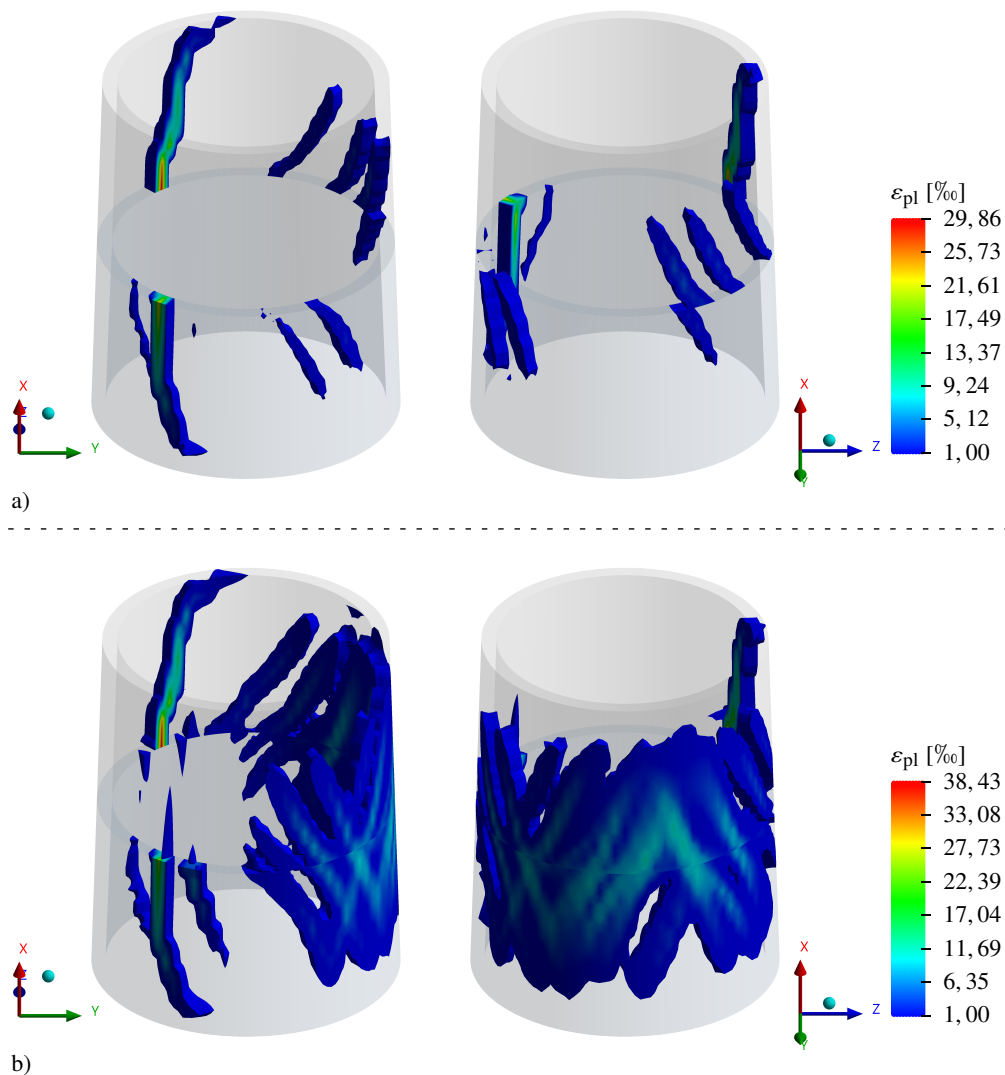 ε_pl [‰]
29,86
25,73
21,61
17,49
13,37
9,24
5,12
1,00
X
Y
Z
X
Z
Y
a)
ε_pl [‰]
38,43
33,08
27,73
22,39
17,04
11,69
6,35
1,00
X
Y
Z
X
Z
Y
b)